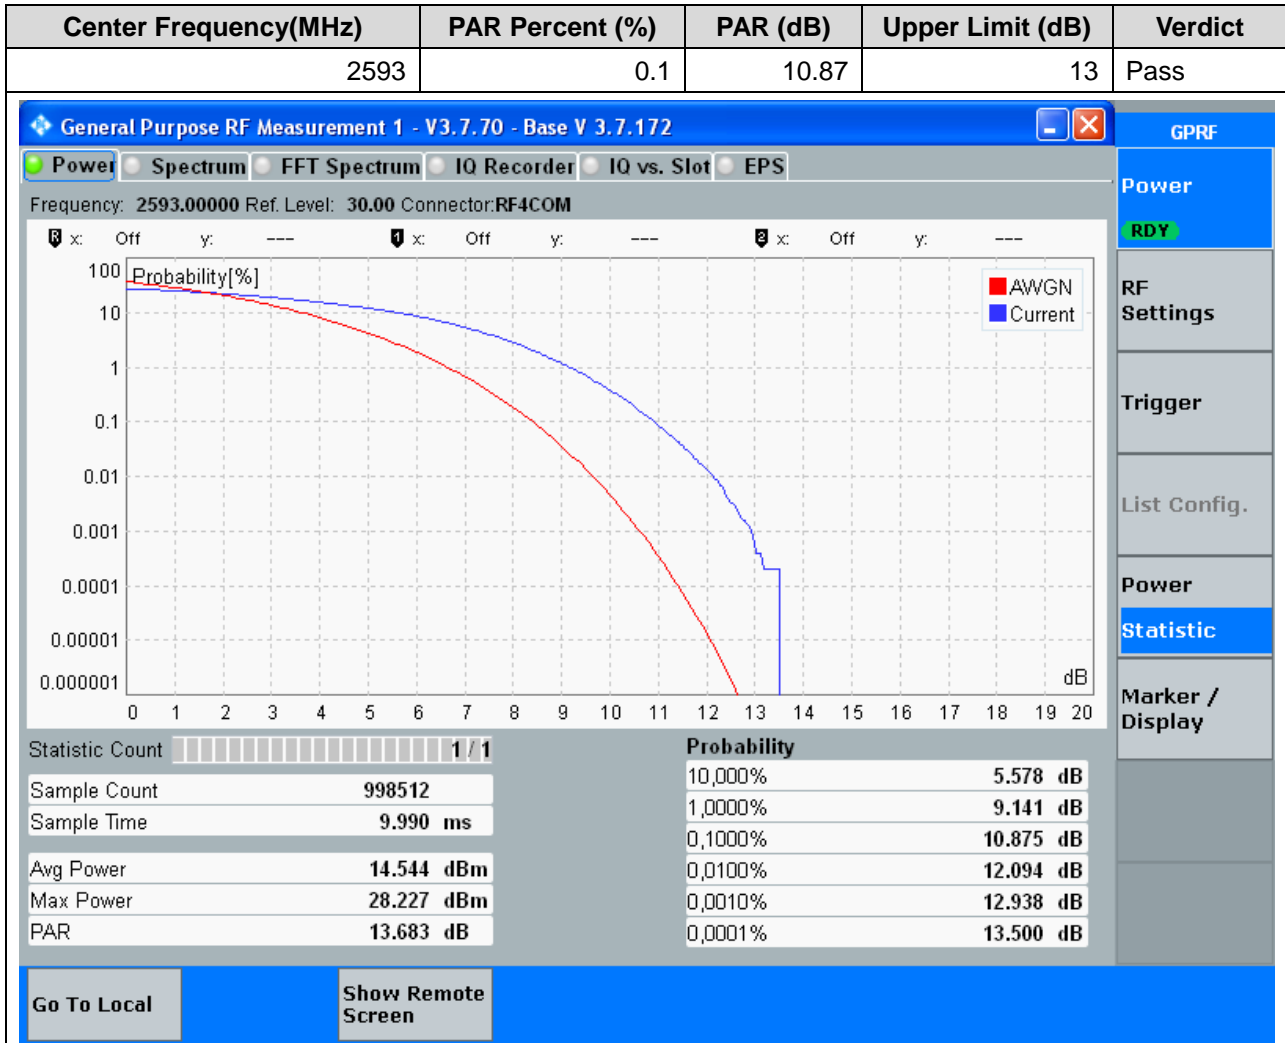 Center Frequency(MHz) PAR Percent (%) PAR (dB) Upper Limit (dB) Verdict
2593 0.1 10.87 13 Pass
General Purpose RF Measurement 1 - V3.7.70 - Base V 3.7.172
GPRF
Power Spectrum FFT Spectrum IQ Recorder IQ vs. Slot EPS
Frequency: 2593.00000 Ref. Level: 30.00 Connector:RF4COM
R x: Off y: --- 1 x: Off y: --- 2 x: Off y: ---
Probability[%]
AWGN
Current
100
10
1
0.1
0.01
0.001
0.0001
0.00001
0.000001
dB
0 1 2 3 4 5 6 7 8 9 10 11 12 13 14 15 16 17 18 19 20
Statistic Count 1 / 1
Sample Count 998512
Sample Time 9.990 ms
Avg Power 14.544 dBm
Max Power 28.227 dBm
PAR 13.683 dB
Probability
10,000% 5.578 dB
1,0000% 9.141 dB
0,1000% 10.875 dB
0,0100% 12.094 dB
0,0010% 12.938 dB
0,0001% 13.500 dB
Power
RDY
RF
Settings
Trigger
List Config.
Power
Statistic
Marker /
Display
Go To Local
Show Remote
Screen